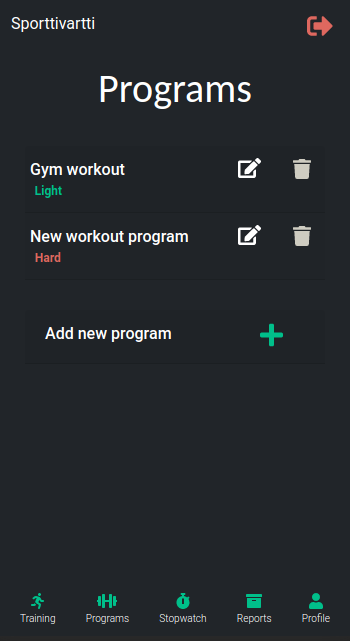 Sporttivartti
Programs
Gym workout
Light
New workout program
Hard
Add new program
Training Programs Stopwatch Reports Profile